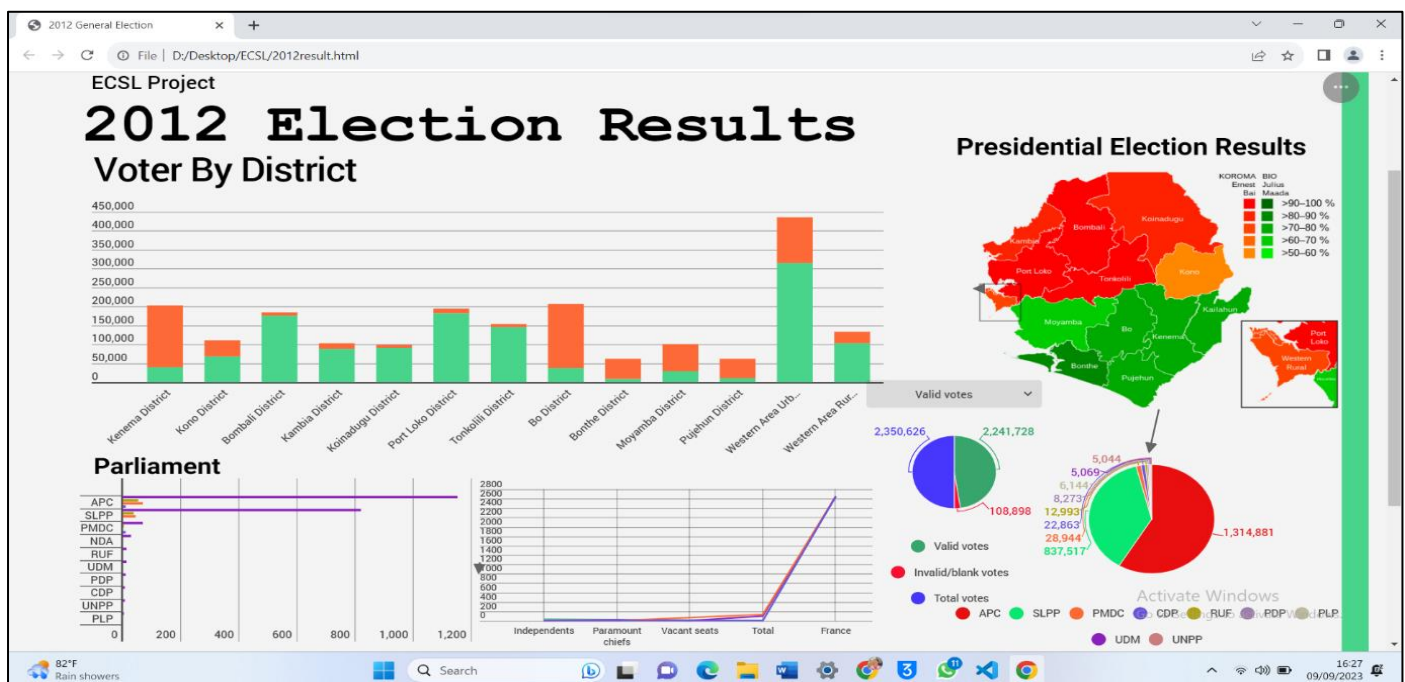 2012 General Election
File | D:/Desktop/ECSL/2012result.html
ECSL Project
2012 Election Results
Voter By District
450,000
400,000
350,000
300,000
250,000
200,000
150,000
100,000
50,000
0
Kenema District
Kono District
Bombali District
Kambia District
Koinadugu District
Port Loko District
Tonkolili District
Bo District
Bonthe District
Moyamba District
Pujehun District
Western Area Urb...
Western Area Rur...
Presidential Election Results
KOROMA BIO
Ernest Julius
Bai Maada
>90–100 %
>80–90 %
>70–80 %
>60–70 %
>50–60 %
Koinadugu
Bombali
Kambia
Port Loko
Tonkolili
Kono
Kailahun
Moyamba
Bo
Kenema
Bonthe
Pujehun
Port
Loko
Western
Rural
Valid votes
2,350,626
2,241,728
108,898
Valid votes
Invalid/blank votes
Total votes
5,044
5,069
6,144
8,273
12,993
22,863
28,944
837,517
1,314,881
Activate Windows
APC SLPP PMDC CDP RUF PDP PLP
UDM UNPP
Parliament
APC
SLPP
PMDC
NDA
RUF
UDM
PDP
CDP
UNPP
PLP
0 200 400 600 800 1,000 1,200
2800
2600
2400
2200
2000
1800
1600
1400
1200
1000
800
600
400
200
0
Independents Paramount chiefs Vacant seats Total France
82°F
Rain showers
Search
11
16:27
09/09/2023